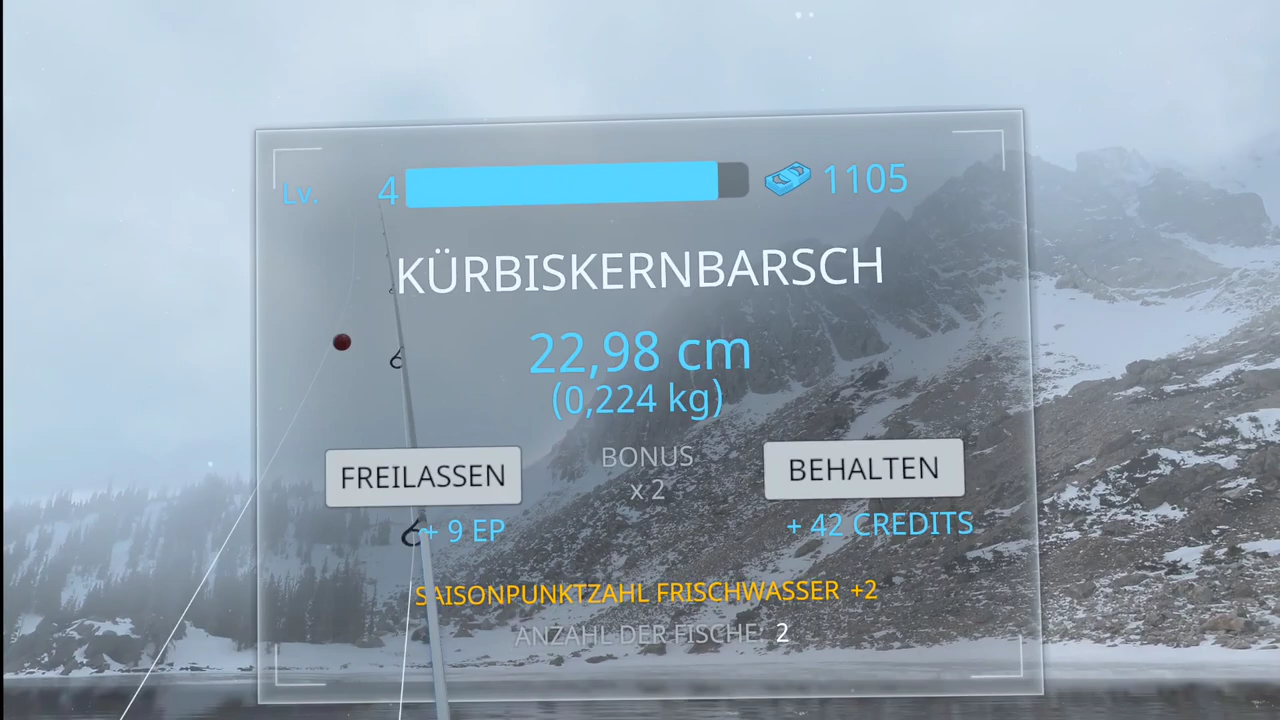 Lv. 4 1105
KÜRBISKERNBARSCH
22,98 cm
(0,224 kg)
BONUS
x 2
FREILASSEN
+ 9 EP
BEHALTEN
+ 42 CREDITS
SAISONPUNKTZAHL FRISCHWASSER +2
ANZAHL DER FISCHE: 2